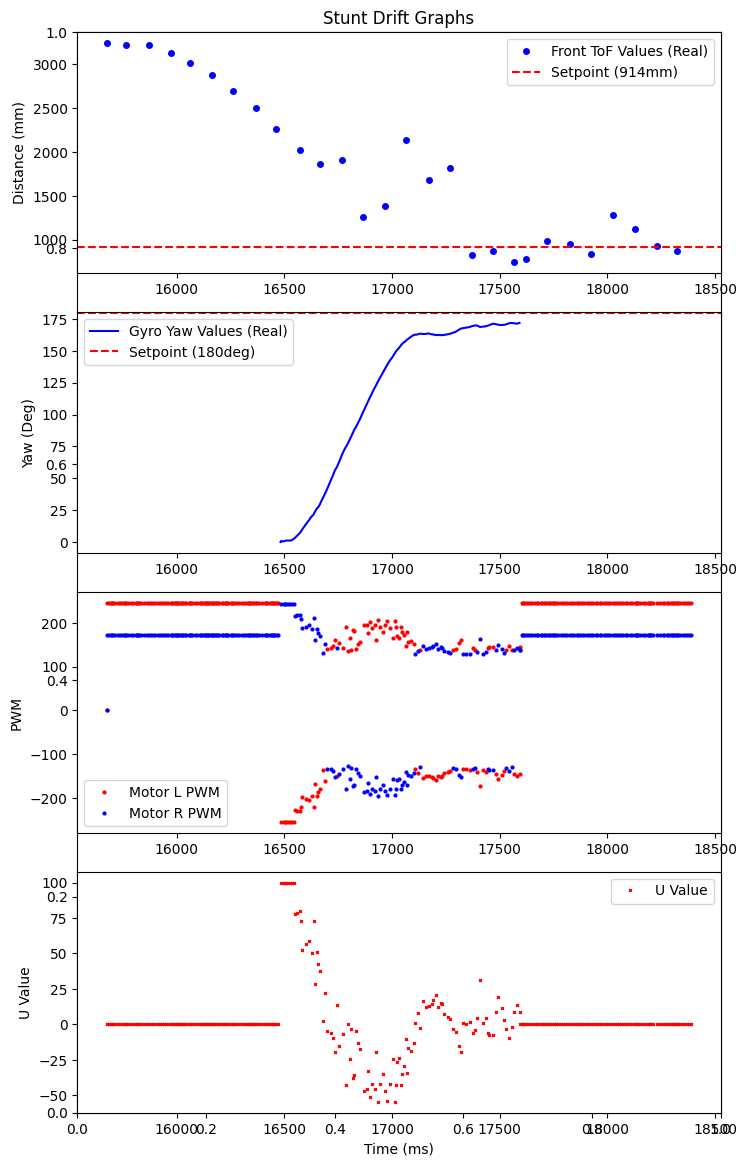 Stunt Drift Graphs
1.0
3000
2500
2000
1500
1000
0.8
Distance (mm)
Front ToF Values (Real)
Setpoint (914mm)
16000 16500 17000 17500 18000 18500
175
150
125
100
75
0.6
50
25
0
Yaw (Deg)
Gyro Yaw Values (Real)
Setpoint (180deg)
16000 16500 17000 17500 18000 18500
200
100
0.4
0
−100
−200
PWM
Motor L PWM
Motor R PWM
16000 16500 17000 17500 18000 18500
100
0.2
75
50
25
0
−25
−50
0.0
U Value
U Value
0.0 16000 0.2 16500 0.4 17000 0.6 17500 18000 18500
Time (ms)